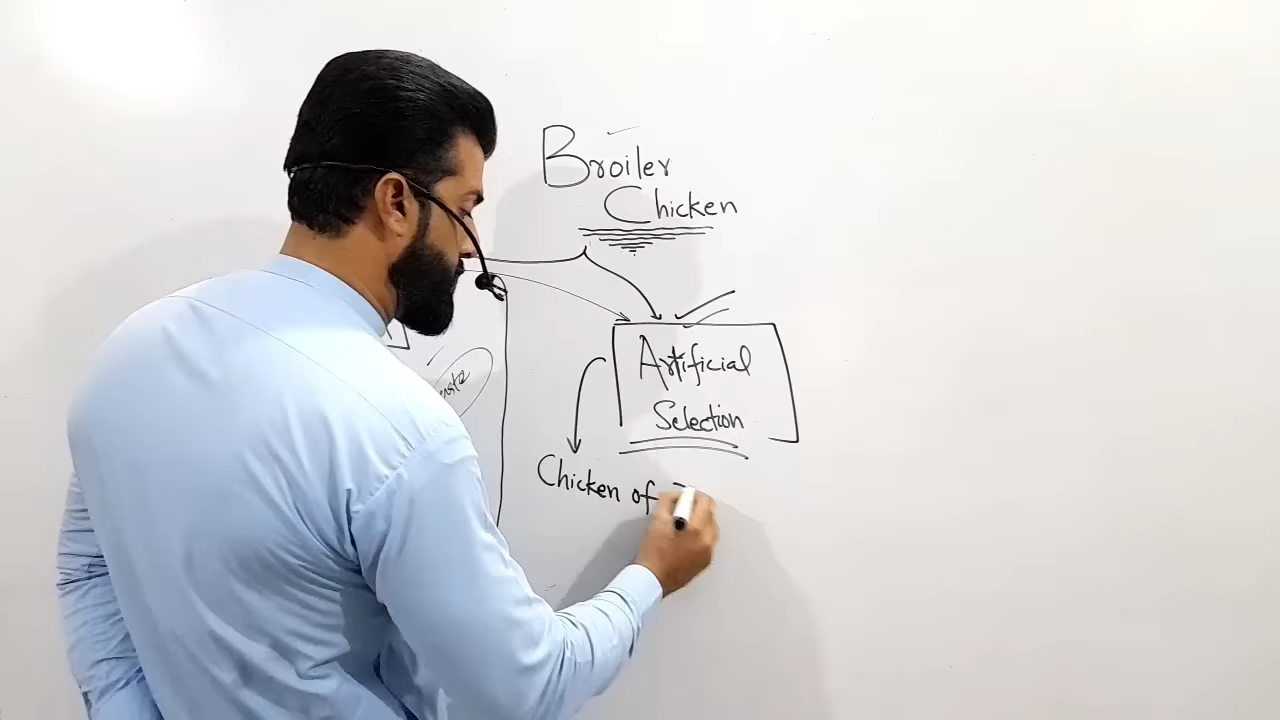 Broiler
Chicken
Artificial
Selection
Chicken of